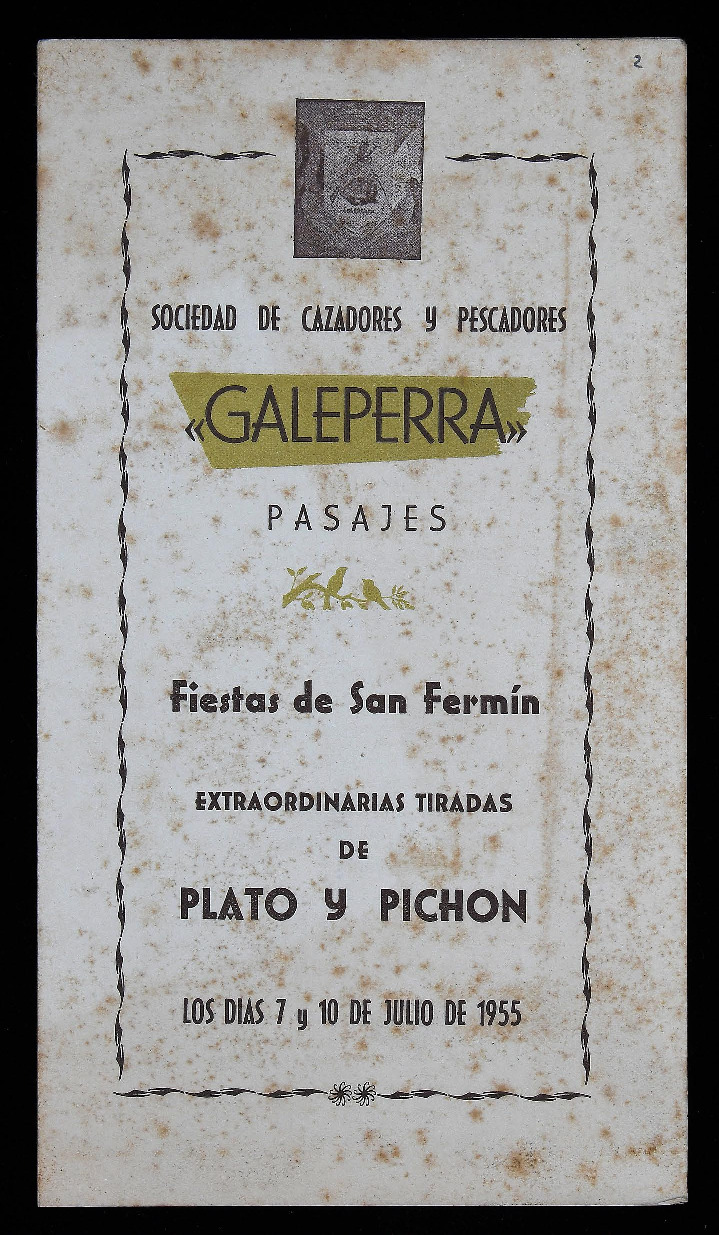 2
SOCIEDAD DE CAZADORES Y PESCADORES
«GALEPERRA»
PASAJES
Fiestas de San Fermín
EXTRAORDINARIAS TIRADAS
DE
PLATO Y PICHON
LOS DIAS 7 y 10 DE JULIO DE 1955